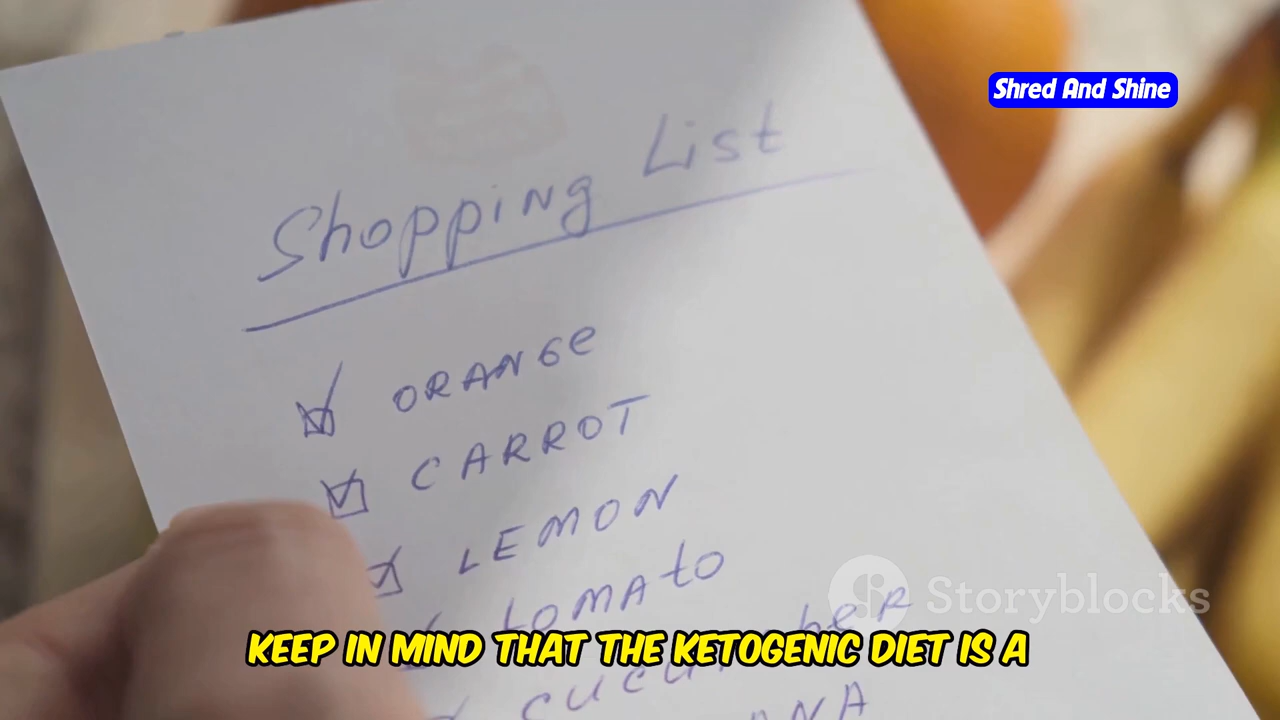 Shred And Shine
Shopping List
ORANGE
CARROT
LEMON
tomato
Storyblocks
KEEP IN MIND THAT THE KETOGENIC DIET IS A